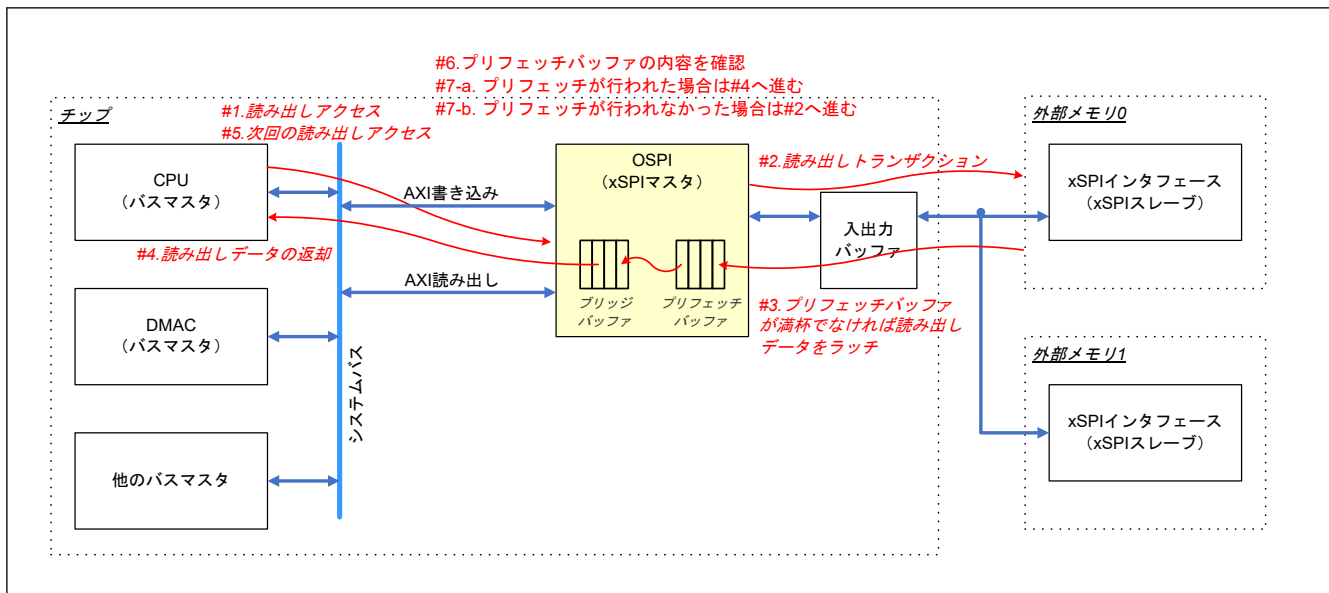 #6.プリフェッチバッファの内容を確認
#7-a. プリフェッチが行われた場合は#4へ進む
#7-b. プリフェッチが行われなかった場合は#2へ進む
チップ
#1.読み出しアクセス
#5.次回の読み出しアクセス
CPU
（バスマスタ）
#4.読み出しデータの返却
DMAC
（バスマスタ）
他のバスマスタ
システムバス
AXI書き込み
AXI読み出し
OSPI
（xSPIマスタ）
ブリッジ
バッファ
プリフェッチ
バッファ
#2.読み出しトランザクション
入出力
バッファ
#3.プリフェッチバッファ
が満杯でなければ読み出し
データをラッチ
外部メモリ0
xSPIインタフェース
（xSPIスレーブ）
外部メモリ1
xSPIインタフェース
（xSPIスレーブ）